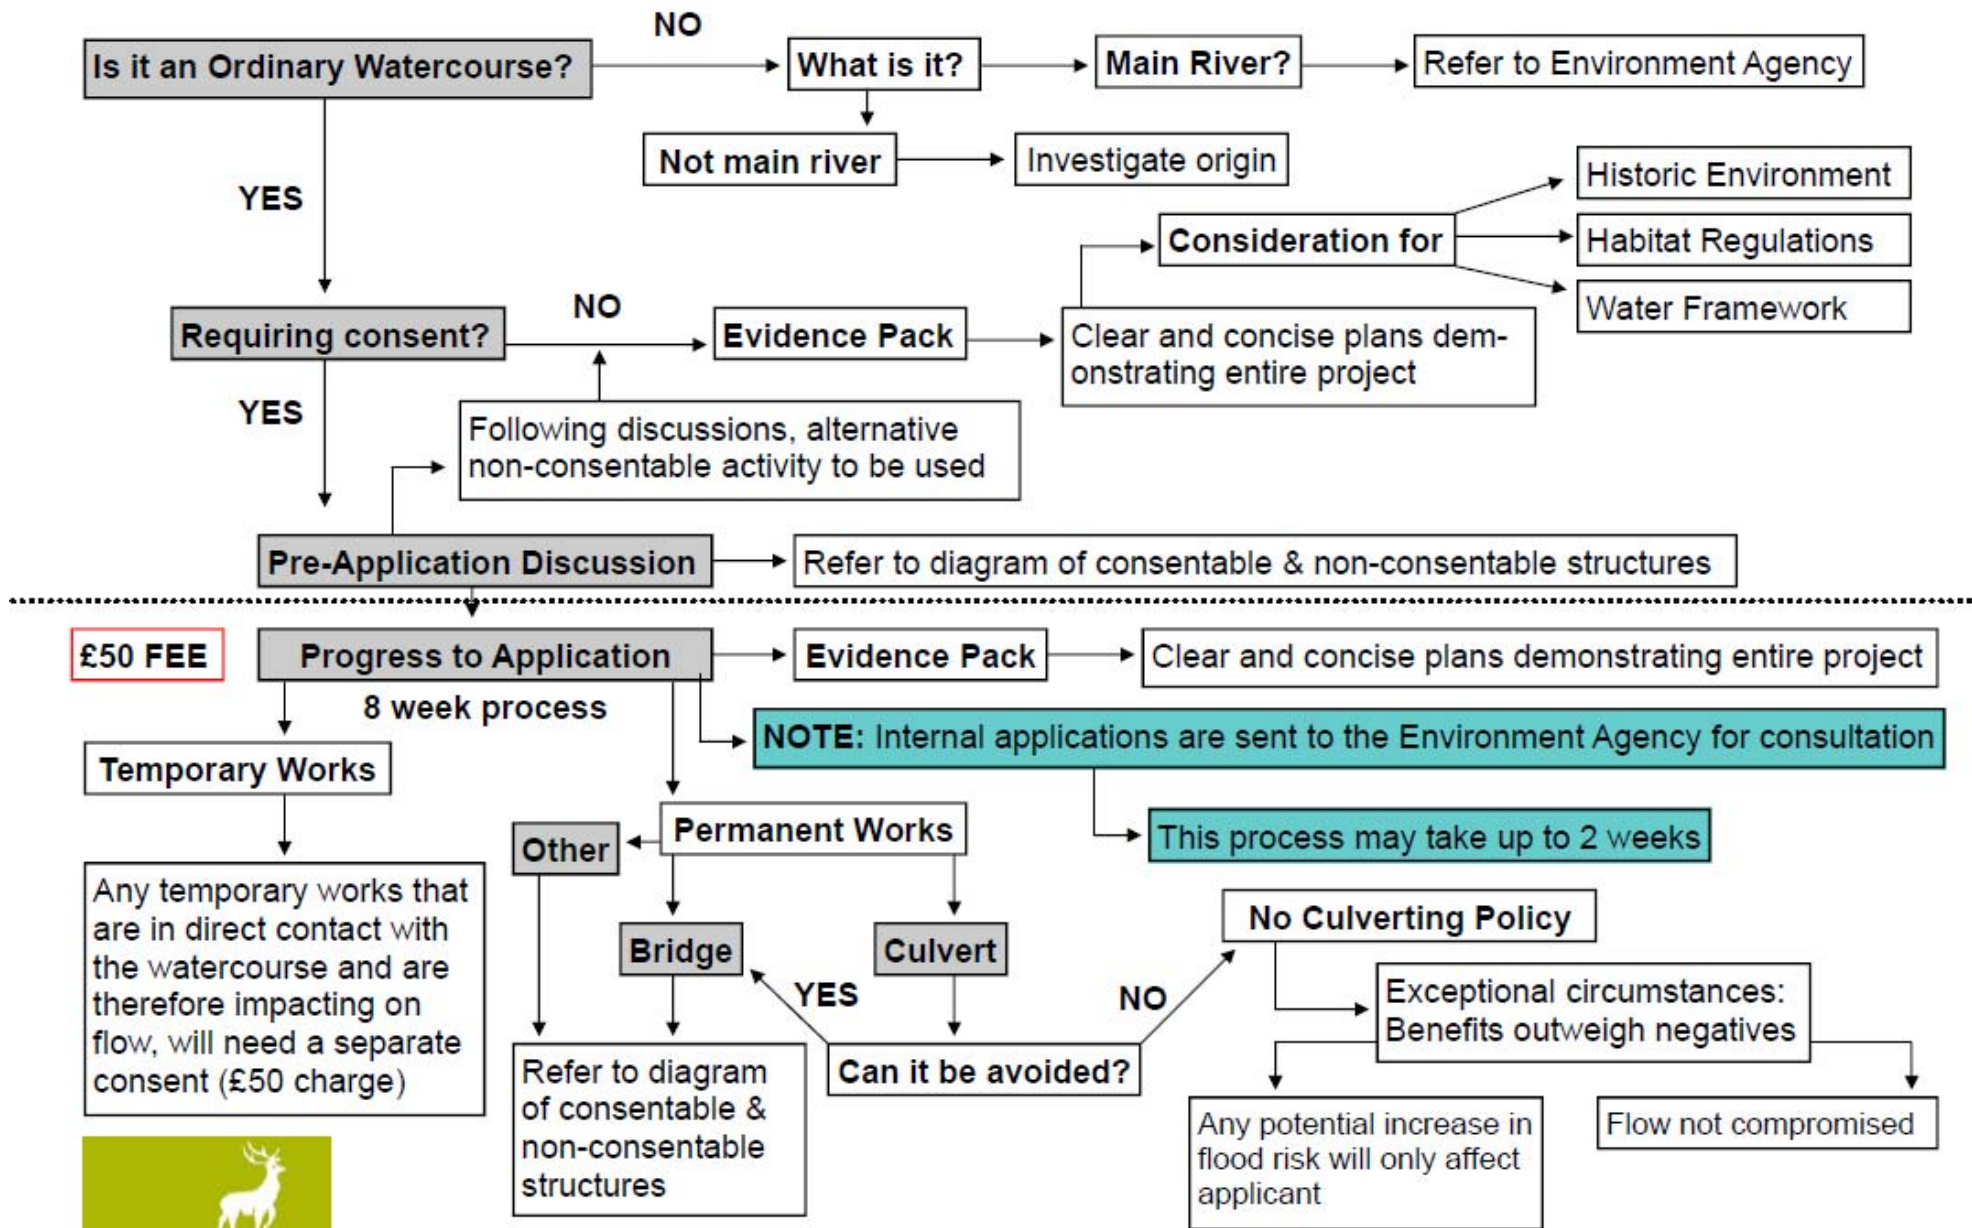 NO
Is it an Ordinary Watercourse?
What is it?
Main River?
Refer to Environment Agency
Not main river
Investigate origin
YES
Historic Environment
Consideration for
Habitat Regulations
Water Framework
Requiring consent?
NO
Evidence Pack
Clear and concise plans dem-
onstrating entire project
YES
Following discussions, alternative
non-consentable activity to be used
Pre-Application Discussion
Refer to diagram of consentable & non-consentable structures
£50 FEE
Progress to Application
Evidence Pack
Clear and concise plans demonstrating entire project
8 week process
NOTE: Internal applications are sent to the Environment Agency for consultation
This process may take up to 2 weeks
Temporary Works
Any temporary works that
are in direct contact with
the watercourse and are
therefore impacting on
flow, will need a separate
consent (£50 charge)
Permanent Works
Other
Bridge
Culvert
No Culverting Policy
YES
NO
Can it be avoided?
Exceptional circumstances:
Benefits outweigh negatives
Refer to diagram
of consentable &
non-consentable
structures
Any potential increase in
flood risk will only affect
applicant
Flow not compromised